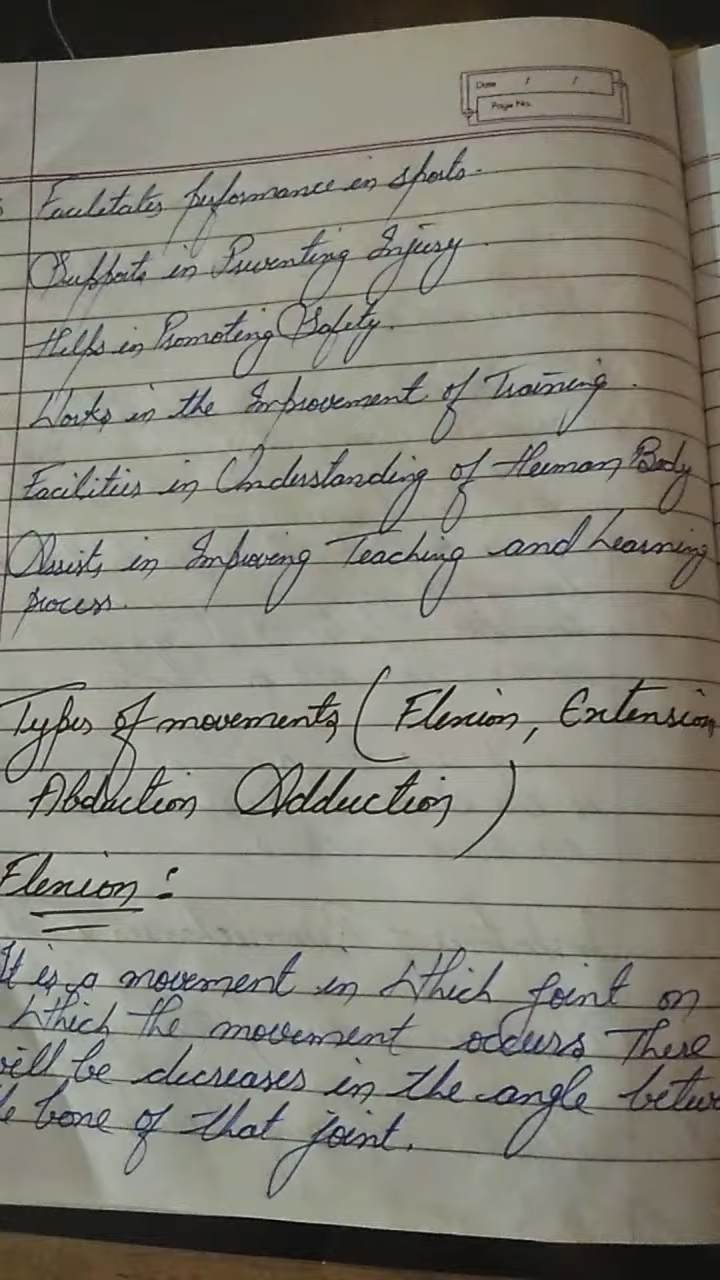 Date / /
Page No.
Facilitates performance in sports.
Supports in Preventing Injury.
Helps in Promoting Safety.
Works in the Improvement of Training.
Facilities in Understanding of Human Body
Assists in Improving Teaching and Learning
process.
Types of movements (Flexion, Extension
Abduction Adduction)
Flexion :
It is a movement in Which joint on
Which the movement occurs There
will be decreases in the angle betw
bone of that joint.